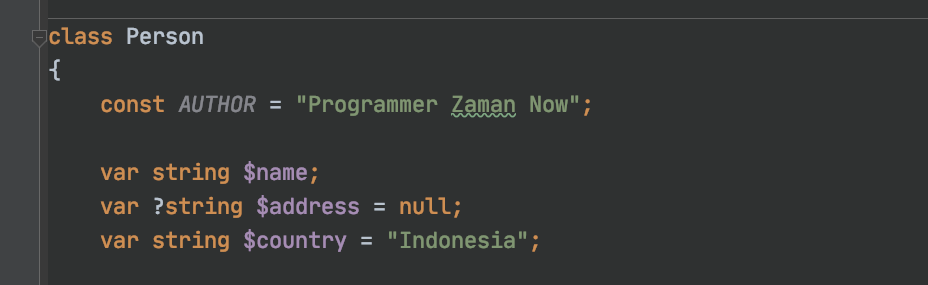 class Person
{
const AUTHOR = "Programmer Zaman Now";
var string $name;
var ?string $address = null;
var string $country = "Indonesia";